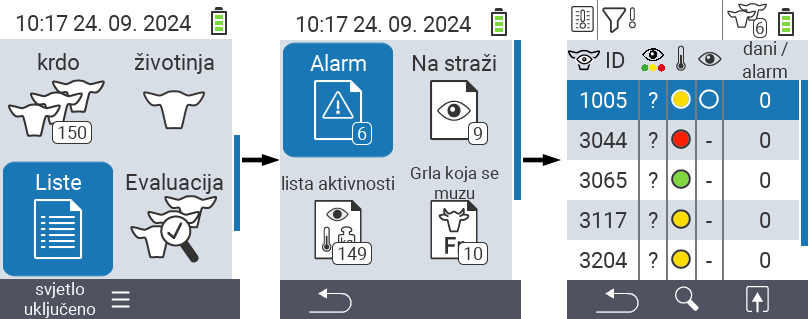 10:17 24. 09. 2024
krdo
životinja
150
Liste
Evaluacija
svjetlo
uključeno
10:17 24. 09. 2024
Alarm
Na straži
6
9
lista aktivnosti
Grla koja se
muzu
149
Fr
10
6
ID
dani /
alarm
1005 ? 0
3044 ? - 0
3065 ? - 0
3117 ? - 0
3204 ? - 0